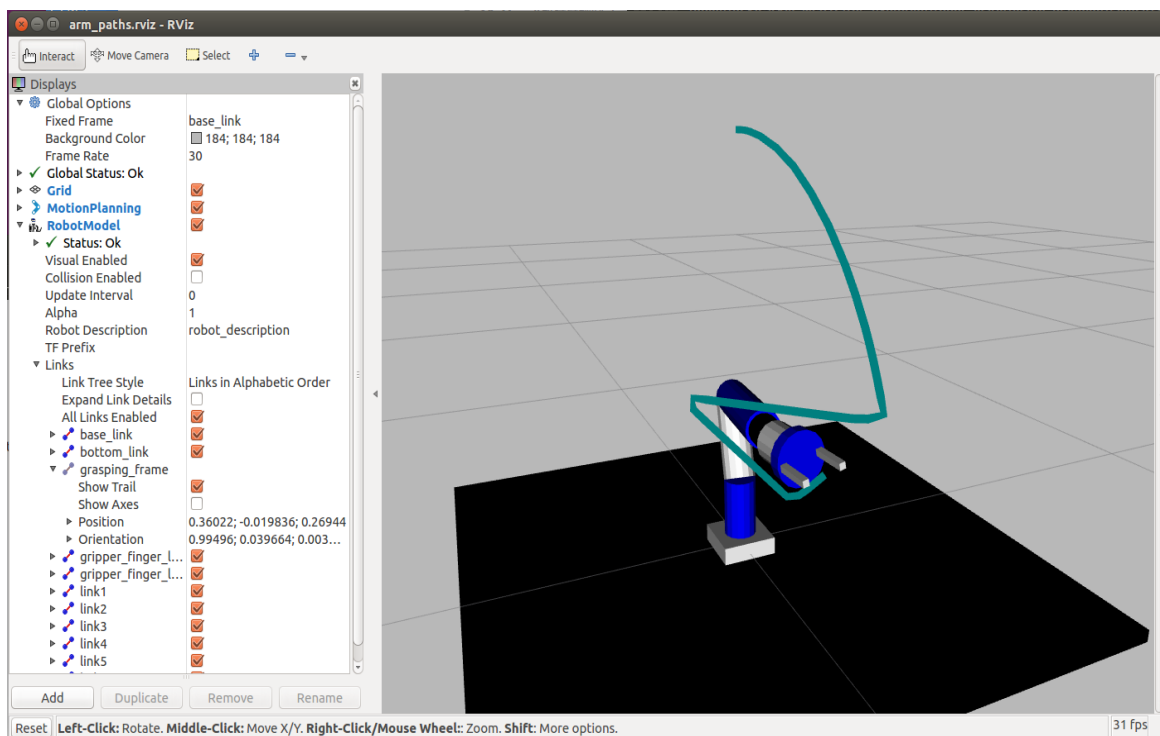 arm_paths.rviz - RViz
Interact Move Camera Select
Displays
Global Options
Fixed Frame base_link
Background Color 184; 184; 184
Frame Rate 30
Global Status: Ok
Grid
MotionPlanning
RobotModel
Status: Ok
Visual Enabled
Collision Enabled
Update Interval 0
Alpha 1
Robot Description robot_description
TF Prefix
Links
Link Tree Style Links in Alphabetic Order
Expand Link Details
All Links Enabled
base_link
bottom_link
grasping_frame
Show Trail
Show Axes
Position 0.36022; -0.019836; 0.26944
Orientation 0.99496; 0.039664; 0.003...
gripper_finger_l...
gripper_finger_l...
link1
link2
link3
link4
link5
Add Duplicate Remove Rename
Reset Left-Click: Rotate. Middle-Click: Move X/Y. Right-Click/Mouse Wheel:: Zoom. Shift: More options. 31 fps